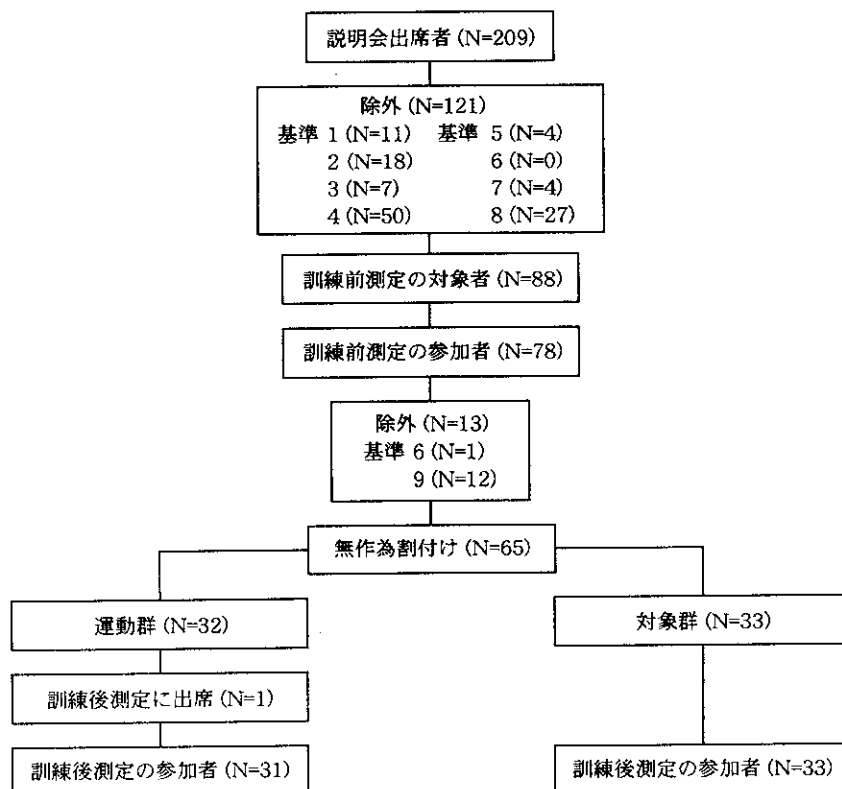 説明会出席者 (N=209)
除外 (N=121)
基準 1 (N=11) 基準 5 (N=4)
2 (N=18) 6 (N=0)
3 (N=7) 7 (N=4)
4 (N=50) 8 (N=27)
訓練前測定の対象者 (N=88)
訓練前測定の参加者 (N=78)
除外 (N=13)
基準 6 (N=1)
9 (N=12)
無作為割付け (N=65)
運動群 (N=32) 対象群 (N=33)
訓練後測定に出席 (N=1)
訓練後測定の参加者 (N=31) 訓練後測定の参加者 (N=33)